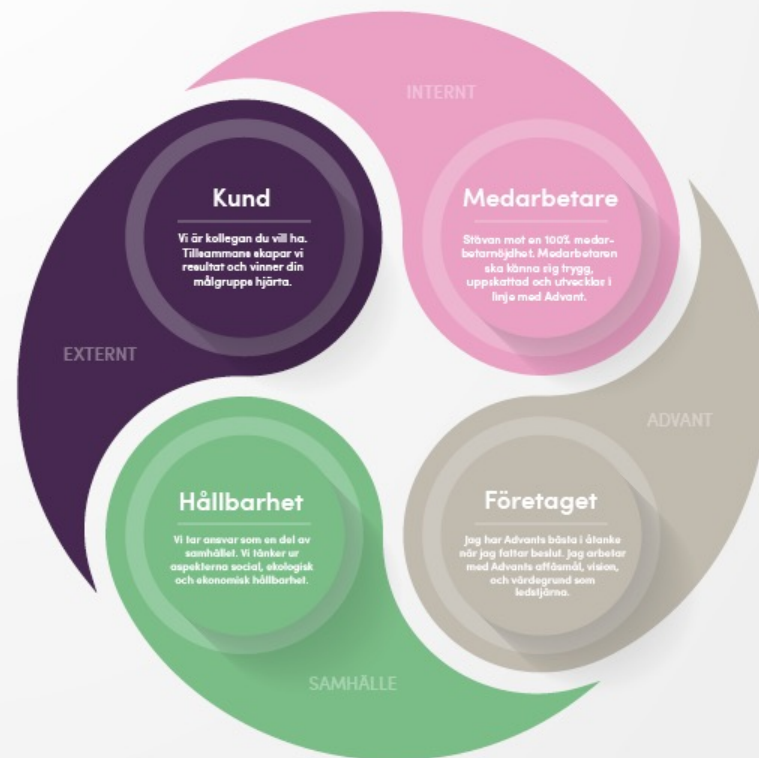 INTERNT
Kund
Vi är kollegan du vill ha.
Tillsammans skapar vi
resultat och vinner din
målgrupps hjärta.
Medarbetare
Stävan mot en 100% medar-
betarnöjdhet. Medarbetaren
ska känna sig trygg,
uppskattad och utvecklas i
linje med Advant.
EXTERNT
ADVANT
Hållbarhet
Vi tar ansvar som en del av
samhället. Vi tänker ur
aspekterna social, ekologisk
och ekonomisk hållbarhet.
Företaget
Jag har Advants bästa i åtanke
när jag fattar beslut. Jag arbetar
med Advants affäsmål, vision,
och värdegrund som
ledstjärna.
SAMHÄLLE